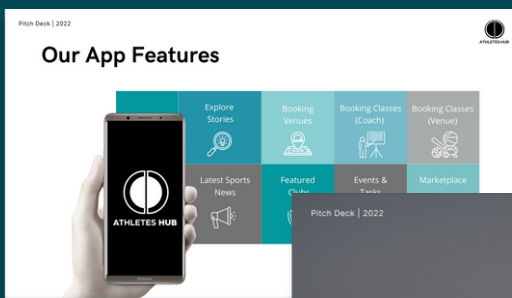 Pitch Deck | 2022
ATHLETES HUB
Our App Features
Explore
Stories
Booking
Venues
Booking Classes
(Coach)
Booking Classes
(Venue)
Latest Sports
News
Featured
Clubs
Events &
Tasks
Marketplace
ATHLETES HUB
Pitch Deck | 2022